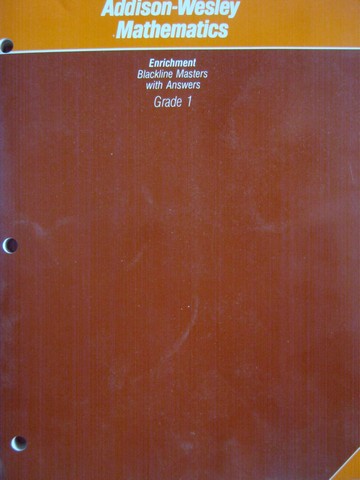 Addison-Wesley
Mathematics
Enrichment
Blackline Masters
with Answers
Grade 1